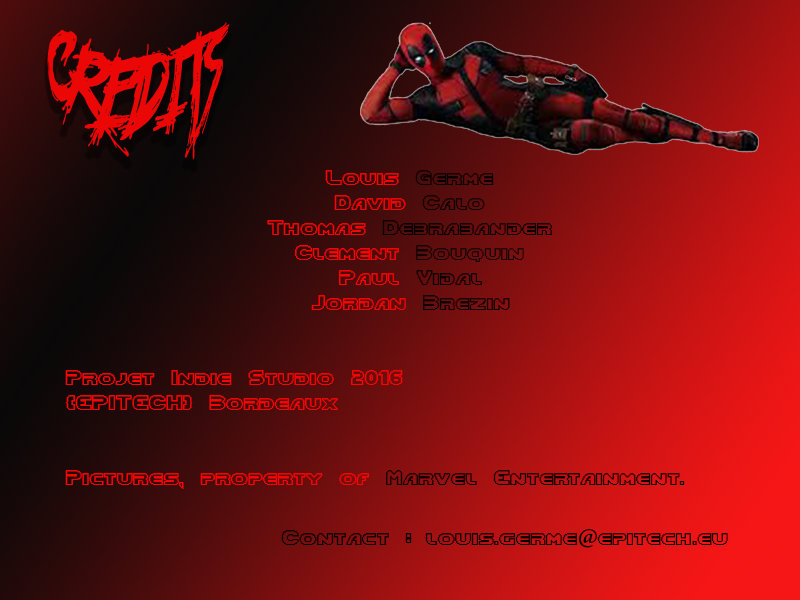 CREDITS
Louis Germe
David Calo
Thomas Debrabander
Clement Bouquin
Paul Vidal
Jordan Brezin
Projet Indie Studio 2016
{EPITECH} Bordeaux
Pictures, property of Marvel Entertainment.
Contact : louis.germe@epitech.eu